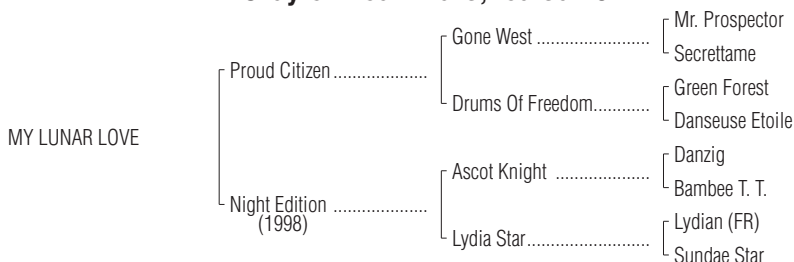 Mr. Prospector
Gone West ........................
Secrettame
Proud Citizen ....................
Green Forest
Drums Of Freedom............
Danseuse Etoile
MY LUNAR LOVE
Danzig
Ascot Knight ....................
Bambee T. T.
Night Edition ....................
(1998)
Lydian (FR)
Lydia Star..........................
Sundae Star